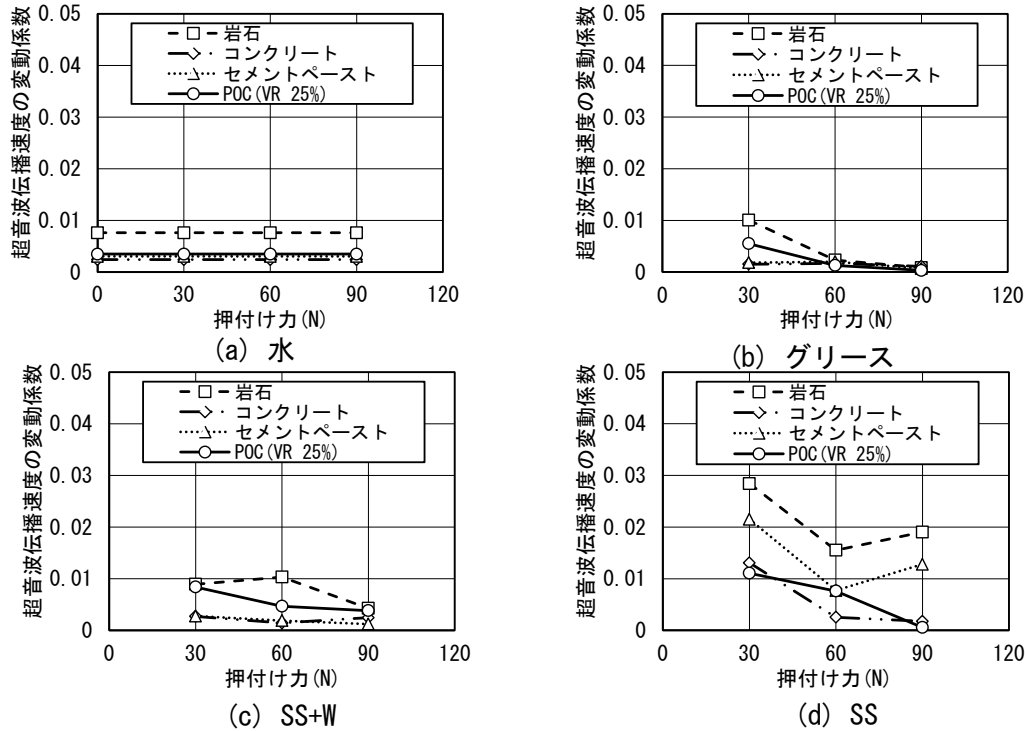 超音波伝播速度の変動係数
0.05
0.04
0.03
0.02
0.01
0
岩石
コンクリート
セメントペースト
POC(VR 25%)
0 30 60 90 120
押付け力(N)
(a) 水
超音波伝播速度の変動係数
0.05
0.04
0.03
0.02
0.01
0
岩石
コンクリート
セメントペースト
POC(VR 25%)
0 30 60 90 120
押付け力(N)
(b) グリース
超音波伝播速度の変動係数
0.05
0.04
0.03
0.02
0.01
0
岩石
コンクリート
セメントペースト
POC(VR 25%)
0 30 60 90 120
押付け力(N)
(c) SS+W
超音波伝播速度の変動係数
0.05
0.04
0.03
0.02
0.01
0
岩石
コンクリート
セメントペースト
POC(VR 25%)
0 30 60 90 120
押付け力(N)
(d) SS